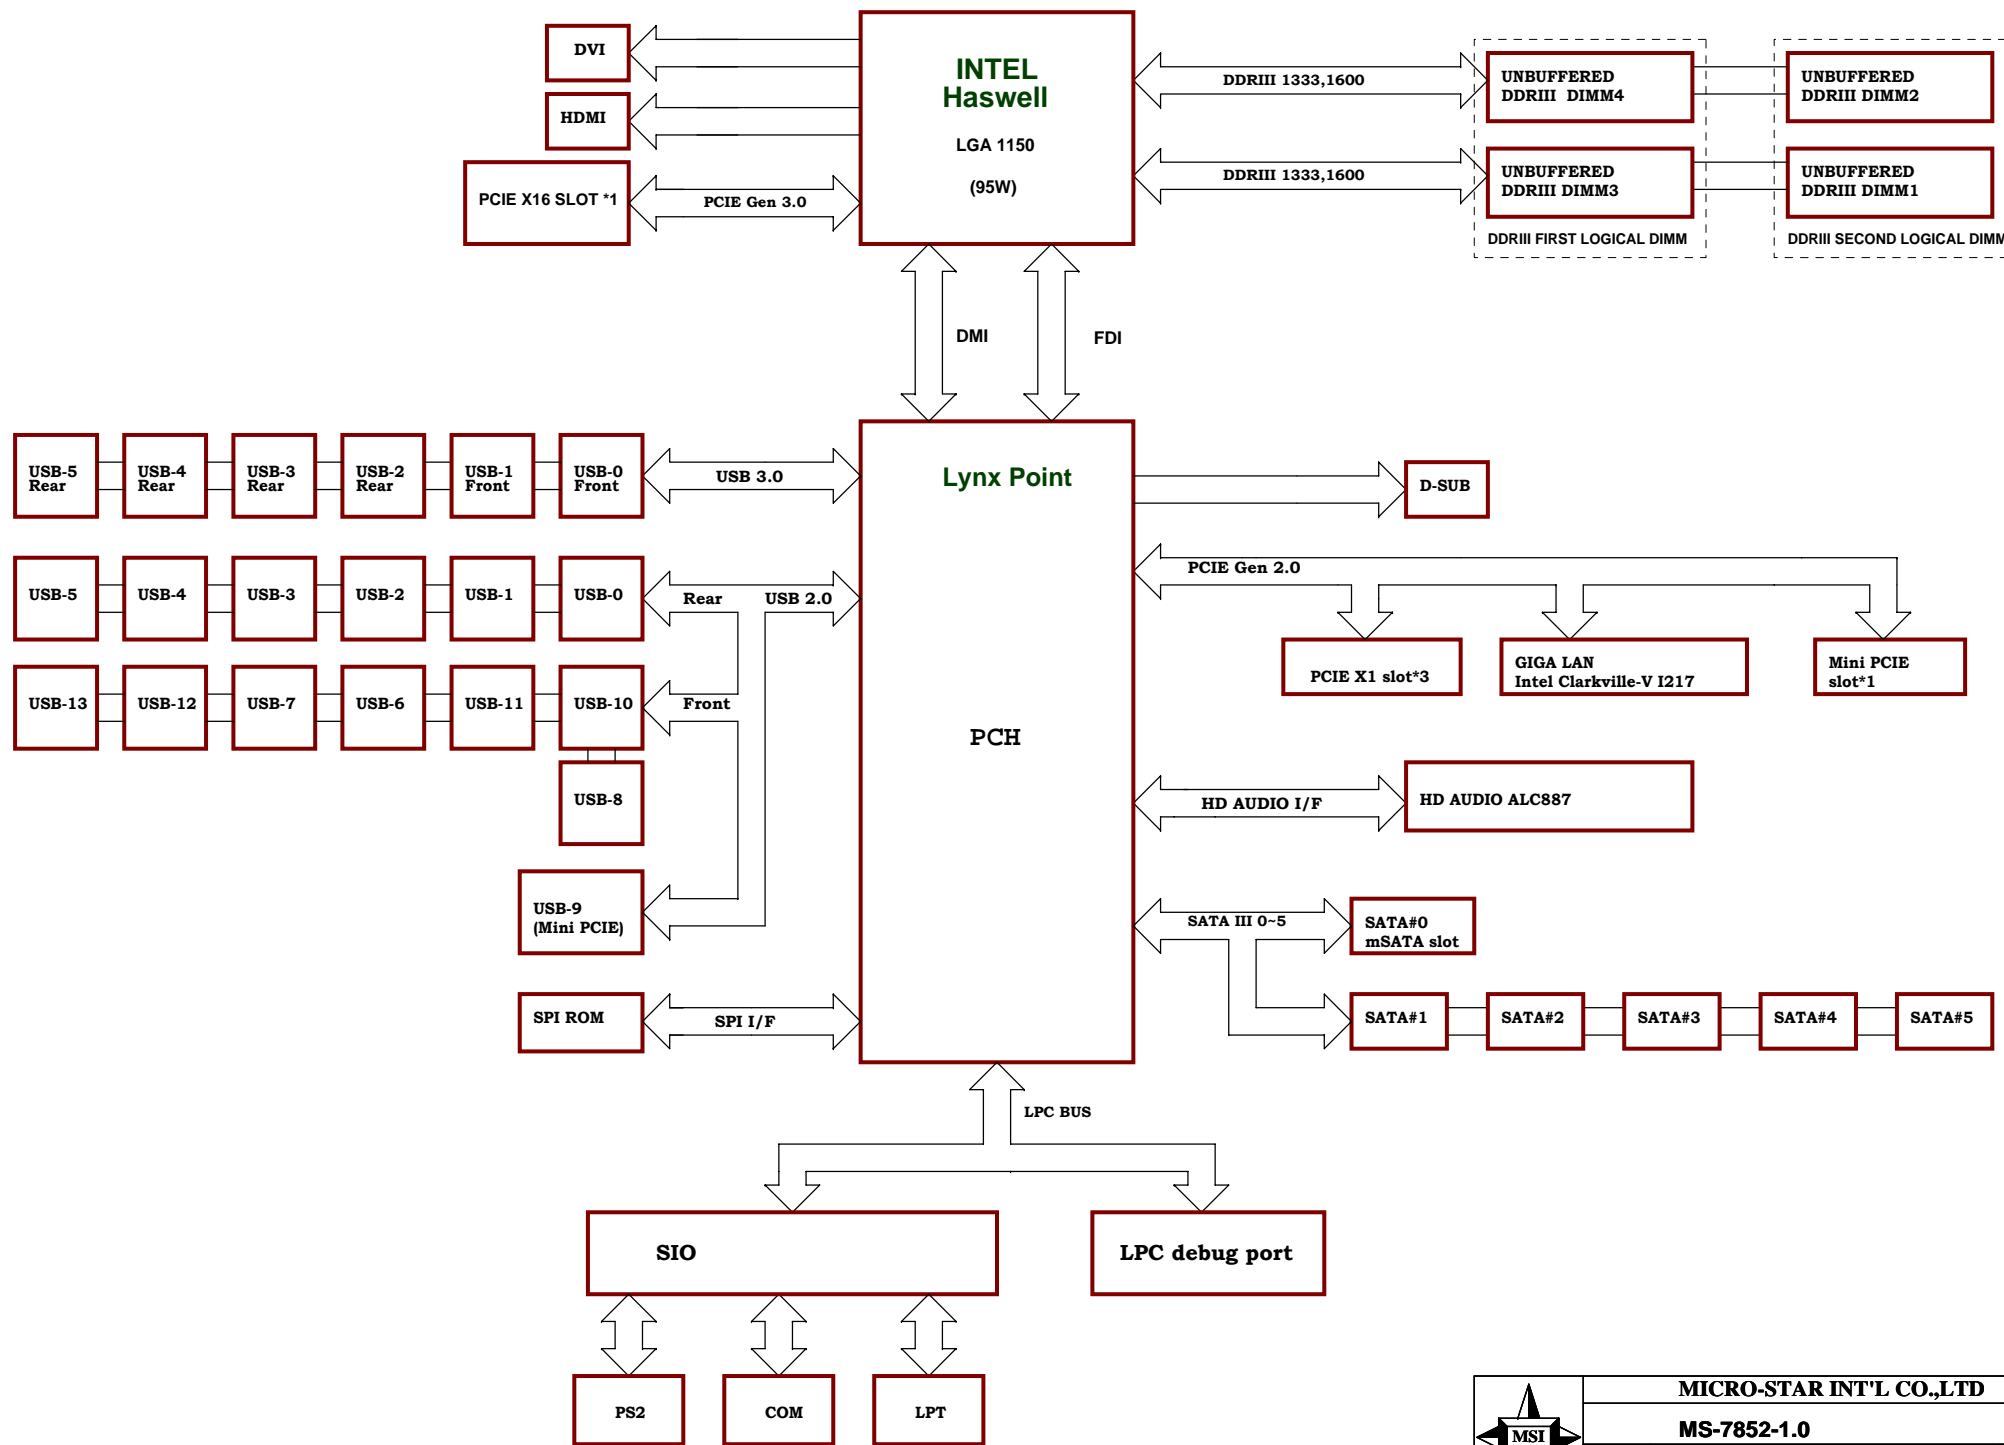 DVI
HDMI
PCIE X16 SLOT *1
PCIE Gen 3.0
INTEL
Haswell
LGA 1150
(95W)
DDRIII 1333,1600
DDRIII 1333,1600
UNBUFFERED
DDRIII  DIMM4
UNBUFFERED
DDRIII DIMM2
UNBUFFERED
DDRIII DIMM3
UNBUFFERED
DDRIII DIMM1
DDRIII FIRST LOGICAL DIMM
DDRIII SECOND LOGICAL DIMM
DMI
FDI
USB-5
Rear
USB-4
Rear
USB-3
Rear
USB-2
Rear
USB-1
Front
USB-0
Front
USB 3.0
Lynx Point
PCH
D-SUB
USB-5
USB-4
USB-3
USB-2
USB-1
USB-0
Rear
USB 2.0
PCIE Gen 2.0
PCIE X1 slot*3
GIGA LAN
Intel Clarkville-V I217
Mini PCIE
slot*1
USB-13
USB-12
USB-7
USB-6
USB-11
USB-10
Front
USB-8
HD AUDIO I/F
HD AUDIO ALC887
USB-9
(Mini PCIE)
SATA III 0~5
SATA#0
mSATA slot
SPI ROM
SPI I/F
SATA#1
SATA#2
SATA#3
SATA#4
SATA#5
LPC BUS
SIO
LPC debug port
PS2
COM
LPT
MSI
MICRO-STAR INT'L CO.,LTD
MS-7852-1.0